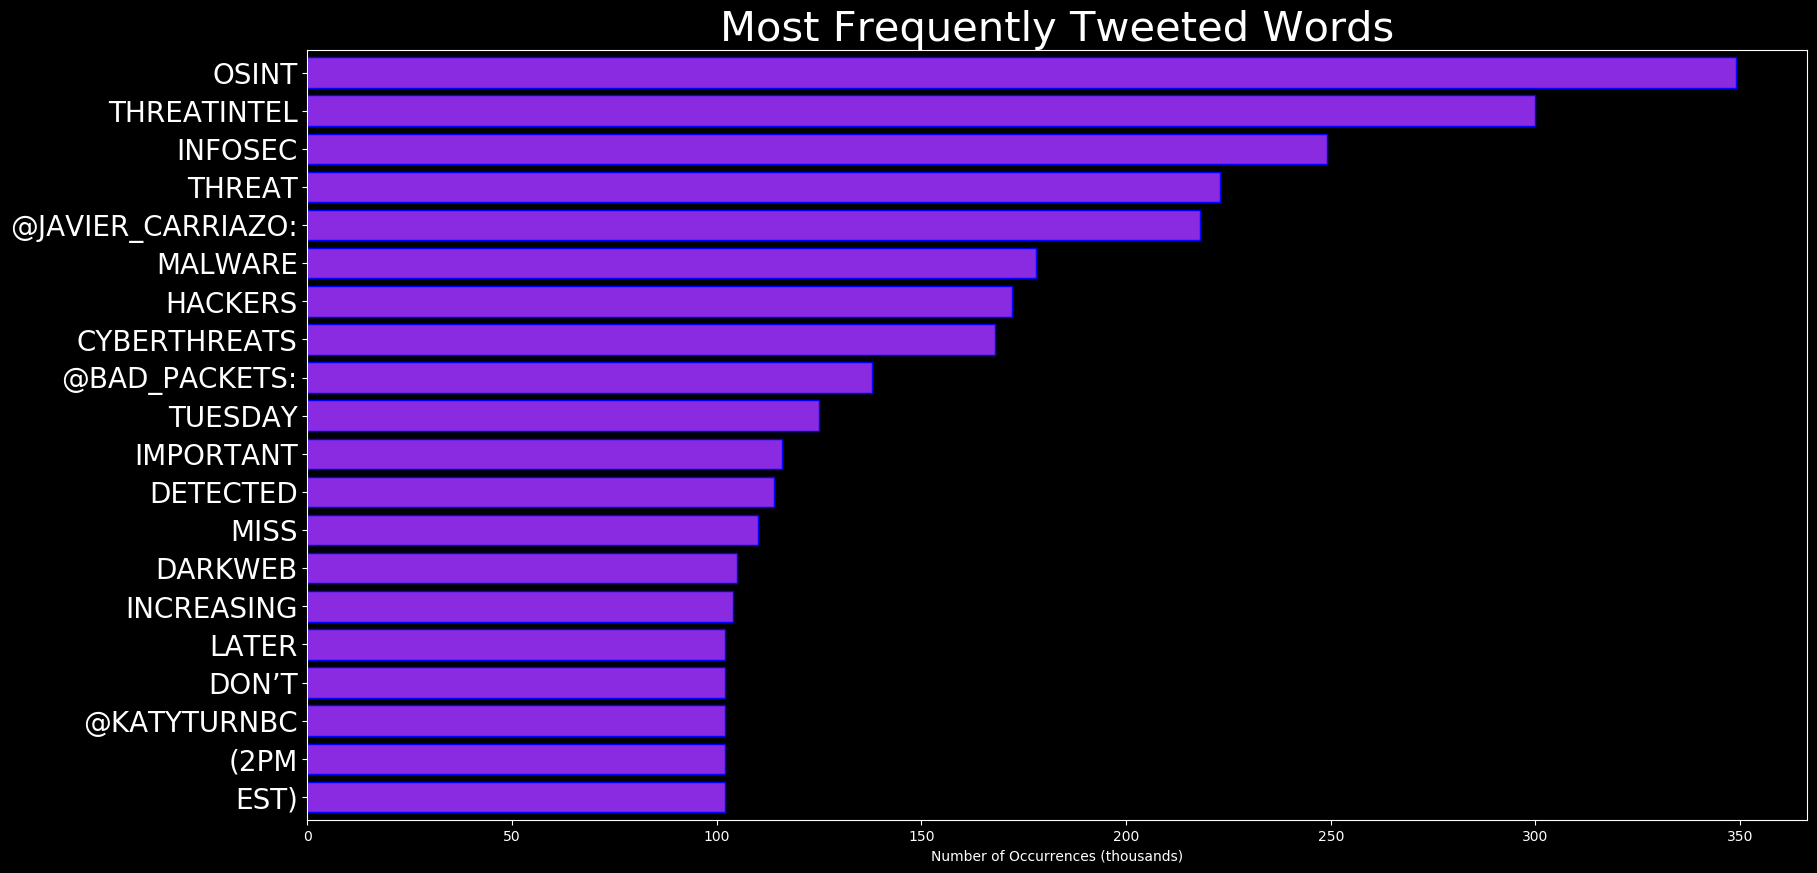 Most Frequently Tweeted Words
OSINT
THREATINTEL
INFOSEC
THREAT
@JAVIER_CARRIAZO:
MALWARE
HACKERS
CYBERTHREATS
@BAD_PACKETS:
TUESDAY
IMPORTANT
DETECTED
MISS
DARKWEB
INCREASING
LATER
DON’T
@KATYTURNBC
(2PM
EST)
0 50 100 150 200 250 300 350
Number of Occurrences (thousands)